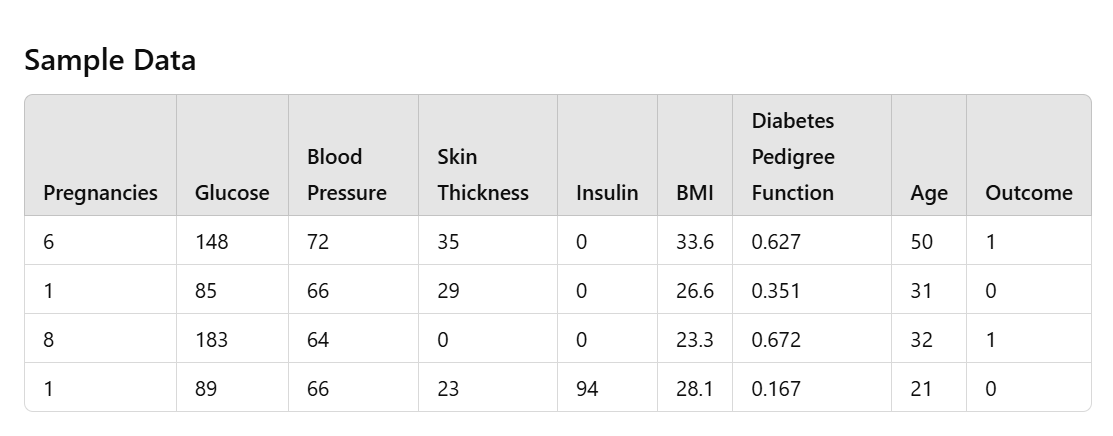 Sample Data
Pregnancies Glucose Blood Pressure Skin Thickness Insulin BMI Diabetes Pedigree Function Age Outcome
6 148 72 35 0 33.6 0.627 50 1
1 85 66 29 0 26.6 0.351 31 0
8 183 64 0 0 23.3 0.672 32 1
1 89 66 23 94 28.1 0.167 21 0